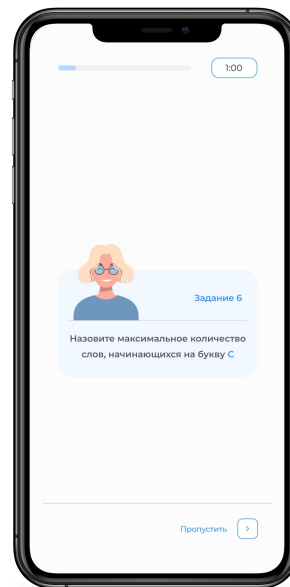 1:00
Задание 6
Назовите максимальное количество
слов, начинающихся на букву С
Пропустить